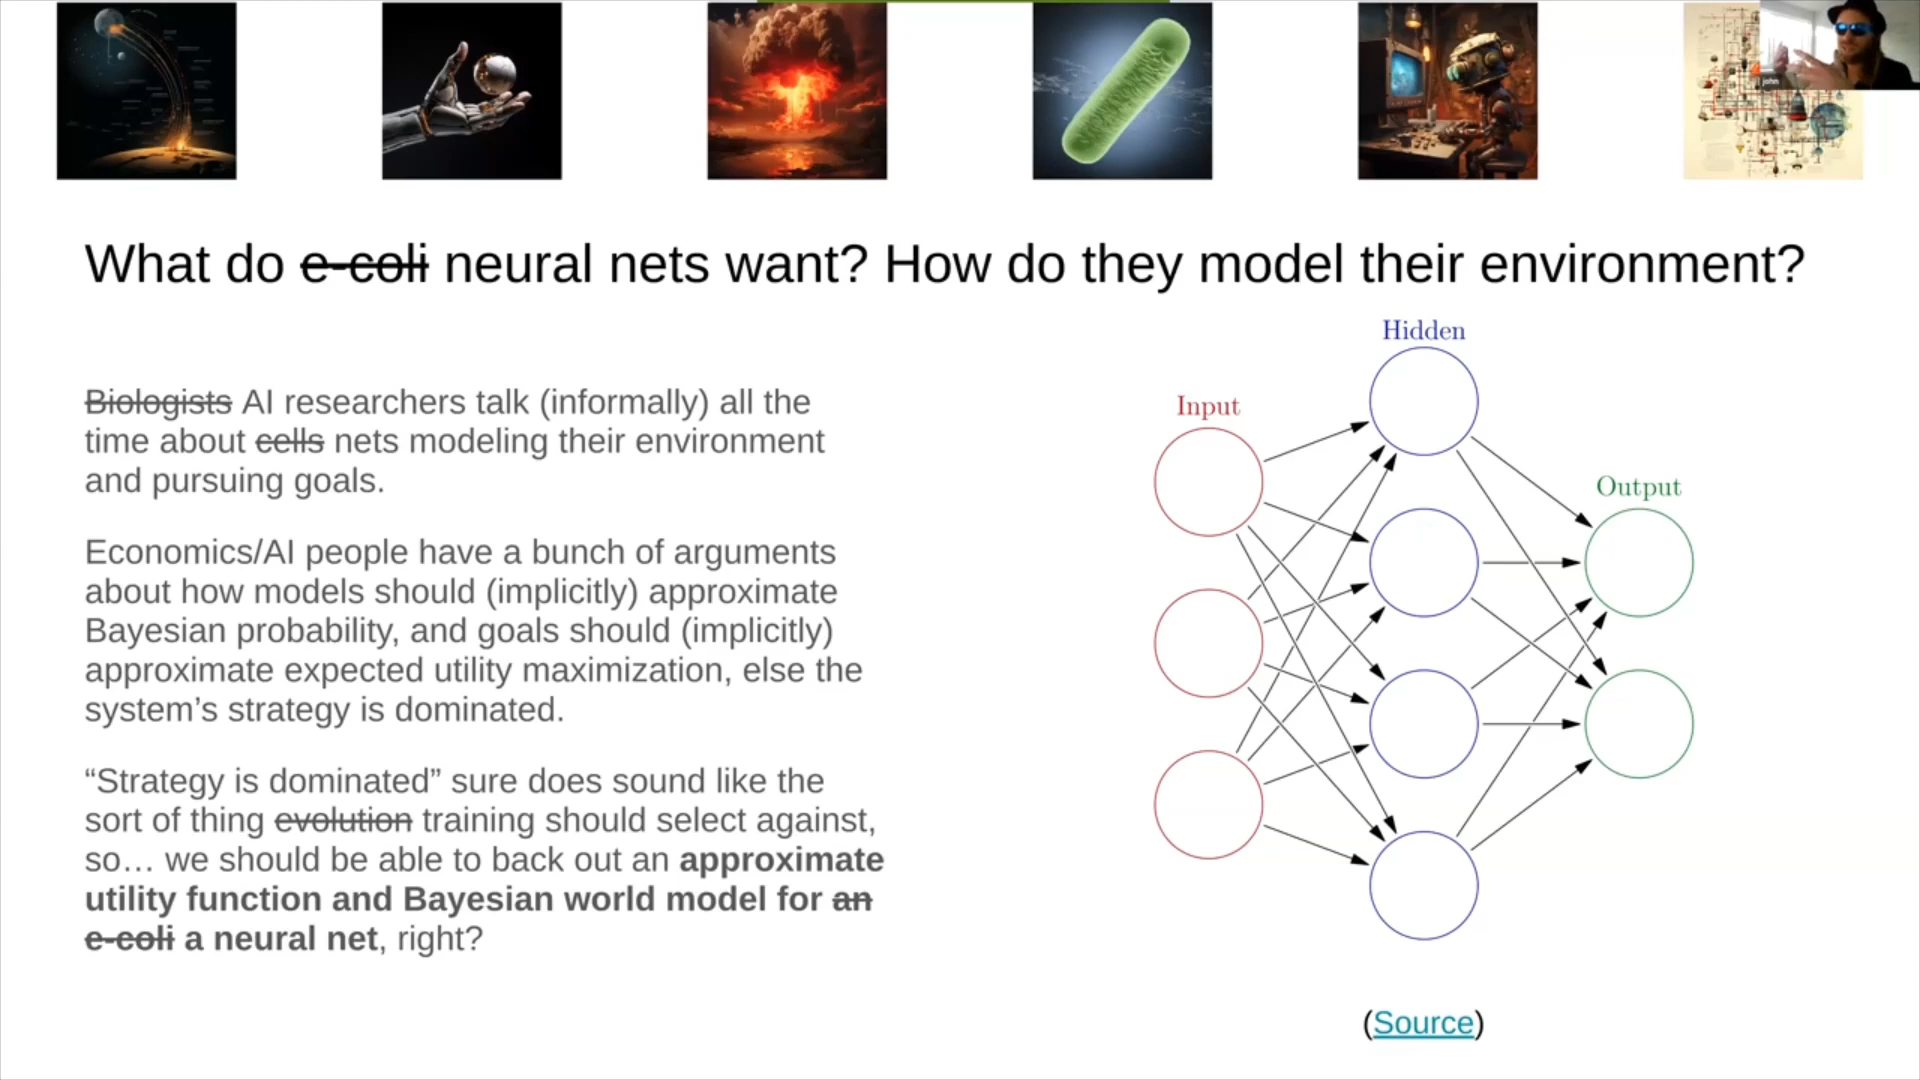 john
What do e-coli neural nets want? How do they model their environment?
Biologists AI researchers talk (informally) all the
time about cells nets modeling their environment
and pursuing goals.
Economics/AI people have a bunch of arguments
about how models should (implicitly) approximate
Bayesian probability, and goals should (implicitly)
approximate expected utility maximization, else the
system’s strategy is dominated.
“Strategy is dominated” sure does sound like the
sort of thing evolution training should select against,
so… we should be able to back out an approximate
utility function and Bayesian world model for an
e-coli a neural net, right?
Hidden
Input
Output
(Source)